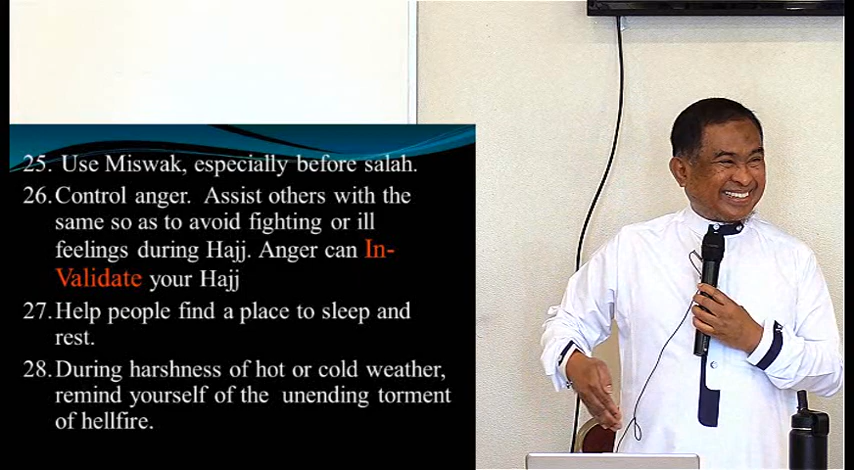 25. Use Miswak, especially before salah.
26. Control anger. Assist others with the
same so as to avoid fighting or ill
feelings during Hajj. Anger can In-
Validate your Hajj
27. Help people find a place to sleep and
rest.
28. During harshness of hot or cold weather,
remind yourself of the unending torment
of hellfire.